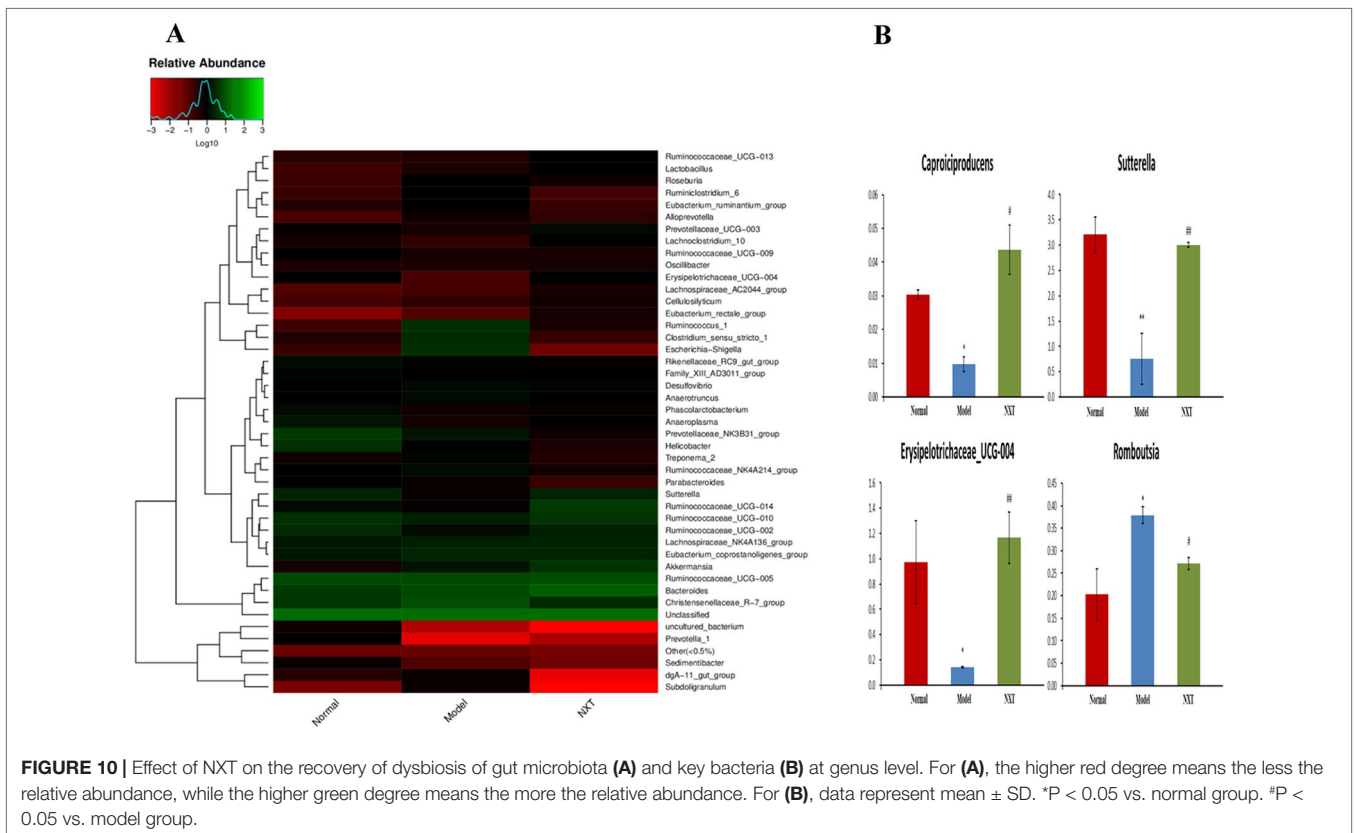 A
Relative Abundance
-3 -2 -1 0 1 2 3
Log10
Ruminococcaceae_UCG-013
Lactobacillus
Roseburia
Ruminiclostridium_6
Eubacterium_ruminantium_group
Alloprevotella
Prevotellaceae_UCG-003
Lachnoclostridium_10
Ruminococcaceae_UCG-009
Oscillibacter
Erysipelotrichaceae_UCG-004
Lachnospiraceae_AC2044_group
Cellulosilyticum
Eubacterium_rectale_group
Ruminococcus_1
Clostridium_sensu_stricto_1
Escherichia-Shigella
Rikenellaceae_RC9_gut_group
Family_XIII_AD3011_group
Desulfovibrio
Anaerotruncus
Phascolarctobacterium
Anaeroplasma
Prevotellaceae_NK3B31_group
Helicobacter
Treponema_2
Ruminococcaceae_NK4A214_group
Parabacteroides
Sutterella
Ruminococcaceae_UCG-014
Ruminococcaceae_UCG-010
Ruminococcaceae_UCG-002
Lachnospiraceae_NK4A136_group
Eubacterium_coprostanoligenes_group
Akkermansia
Ruminococcaceae_UCG-005
Bacteroides
Christensenellaceae_R-7_group
Unclassified
uncultured_bacterium
Prevotella_1
Other(<0.5%)
Sedimentibacter
dgA-11_gut_group
Subdoligranulum
Normal Model NXT
B
Caproiciproducens
0.06
0.05
0.04
0.03
0.02
0.01
0.00
*
#
Normal Model NXT
Sutterella
4.0
3.5
3.0
2.5
2.0
1.5
1.0
0.5
0.0
**
##
Normal Model NXT
Erysipelotrichaceae_UCG-004
1.6
1.4
1.2
1.0
0.8
0.6
0.4
0.2
0.0
*
##
Normal Model NXT
Romboutsia
0.45
0.40
0.35
0.30
0.25
0.20
0.15
0.10
0.05
0.00
*
#
Normal Model NXT
FIGURE 10 | Effect of NXT on the recovery of dysbiosis of gut microbiota (A) and key bacteria (B) at genus level. For (A), the higher red degree means the less the
relative abundance, while the higher green degree means the more the relative abundance. For (B), data represent mean ± SD. *P < 0.05 vs. normal group. #P <
0.05 vs. model group.